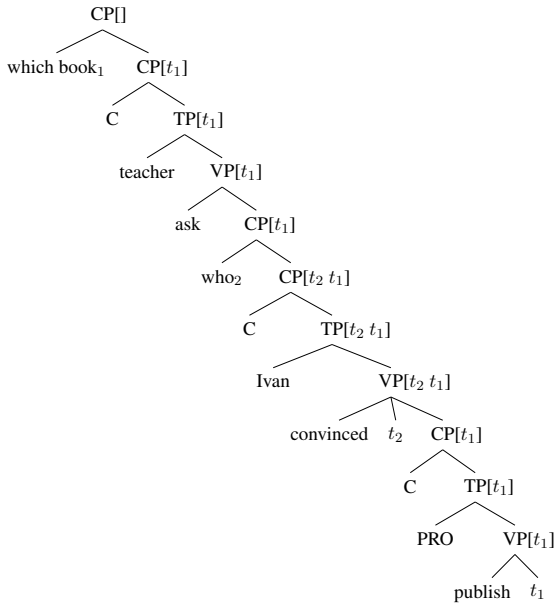 CP[]
which book₁ CP[t₁]
C TP[t₁]
teacher VP[t₁]
ask CP[t₁]
who₂ CP[t₂ t₁]
C TP[t₂ t₁]
Ivan VP[t₂ t₁]
convinced t₂ CP[t₁]
C TP[t₁]
PRO VP[t₁]
publish t₁